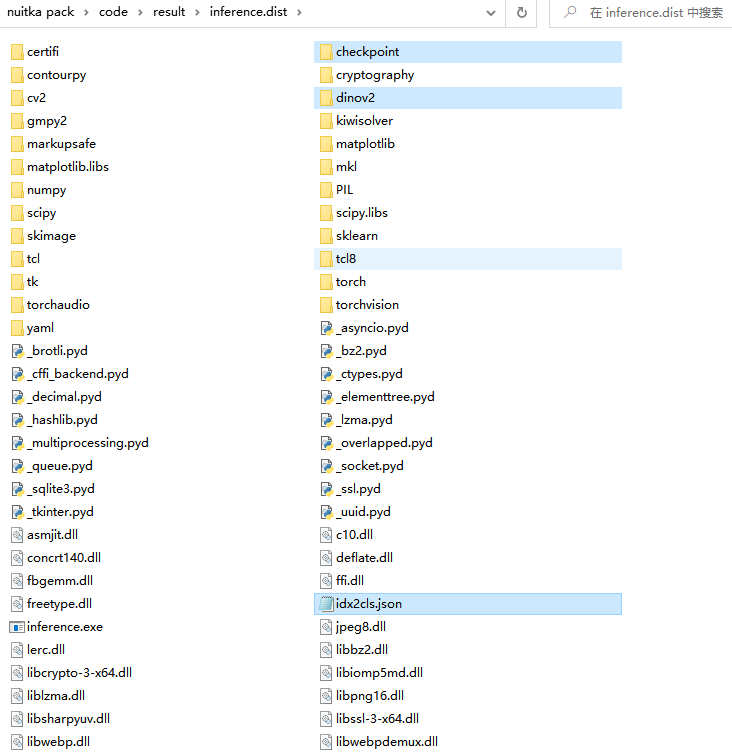 nuitka pack > code > result > inference.dist >
在 inference.dist 中搜索
certifi checkpoint
contourpy cryptography
cv2 dinov2
gmpy2 kiwisolver
markupsafe matplotlib
matplotlib.libs mkl
numpy PIL
scipy scipy.libs
skimage sklearn
tcl tcl8
tk torch
torchaudio torchvision
yaml _asyncio.pyd
_brotli.pyd _bz2.pyd
_cffi_backend.pyd _ctypes.pyd
_decimal.pyd _elementtree.pyd
_hashlib.pyd _lzma.pyd
_multiprocessing.pyd _overlapped.pyd
_queue.pyd _socket.pyd
_sqlite3.pyd _ssl.pyd
_tkinter.pyd _uuid.pyd
asmjit.dll c10.dll
concrt140.dll deflate.dll
fbgemm.dll ffi.dll
freetype.dll idx2cls.json
inference.exe jpeg8.dll
lerc.dll libbz2.dll
libcrypto-3-x64.dll libiomp5md.dll
liblzma.dll libpng16.dll
libsharpyuv.dll libssl-3-x64.dll
libwebp.dll libwebpdemux.dll